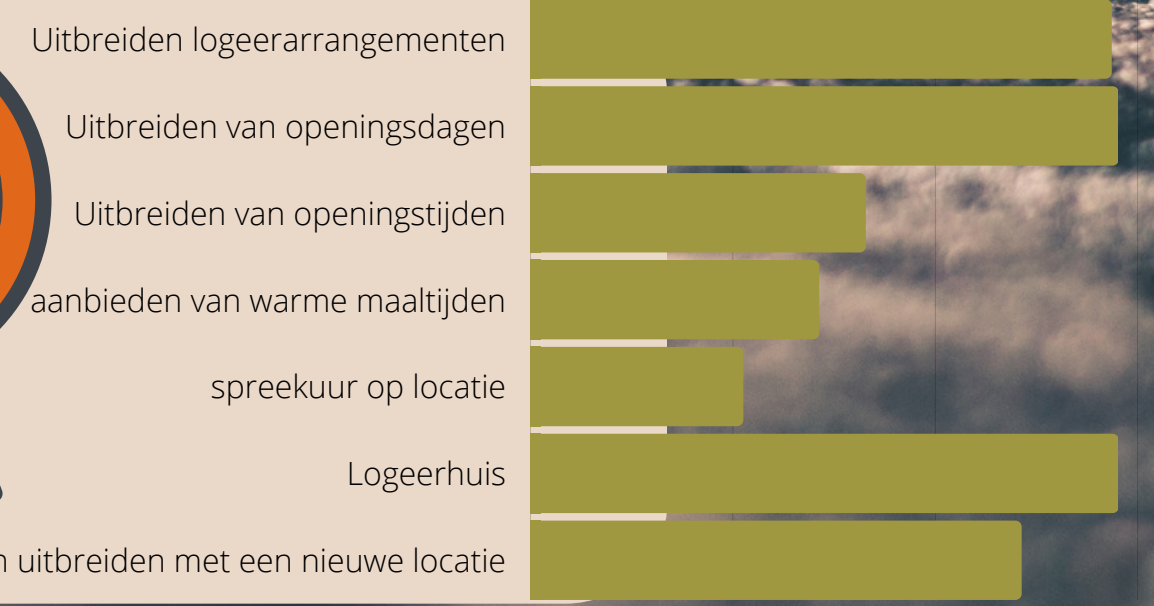 Uitbreiden logeerarrangementen
Uitbreiden van openingsdagen
Uitbreiden van openingstijden
aanbieden van warme maaltijden
spreekuur op locatie
Logeerhuis
uitbreiden met een nieuwe locatie